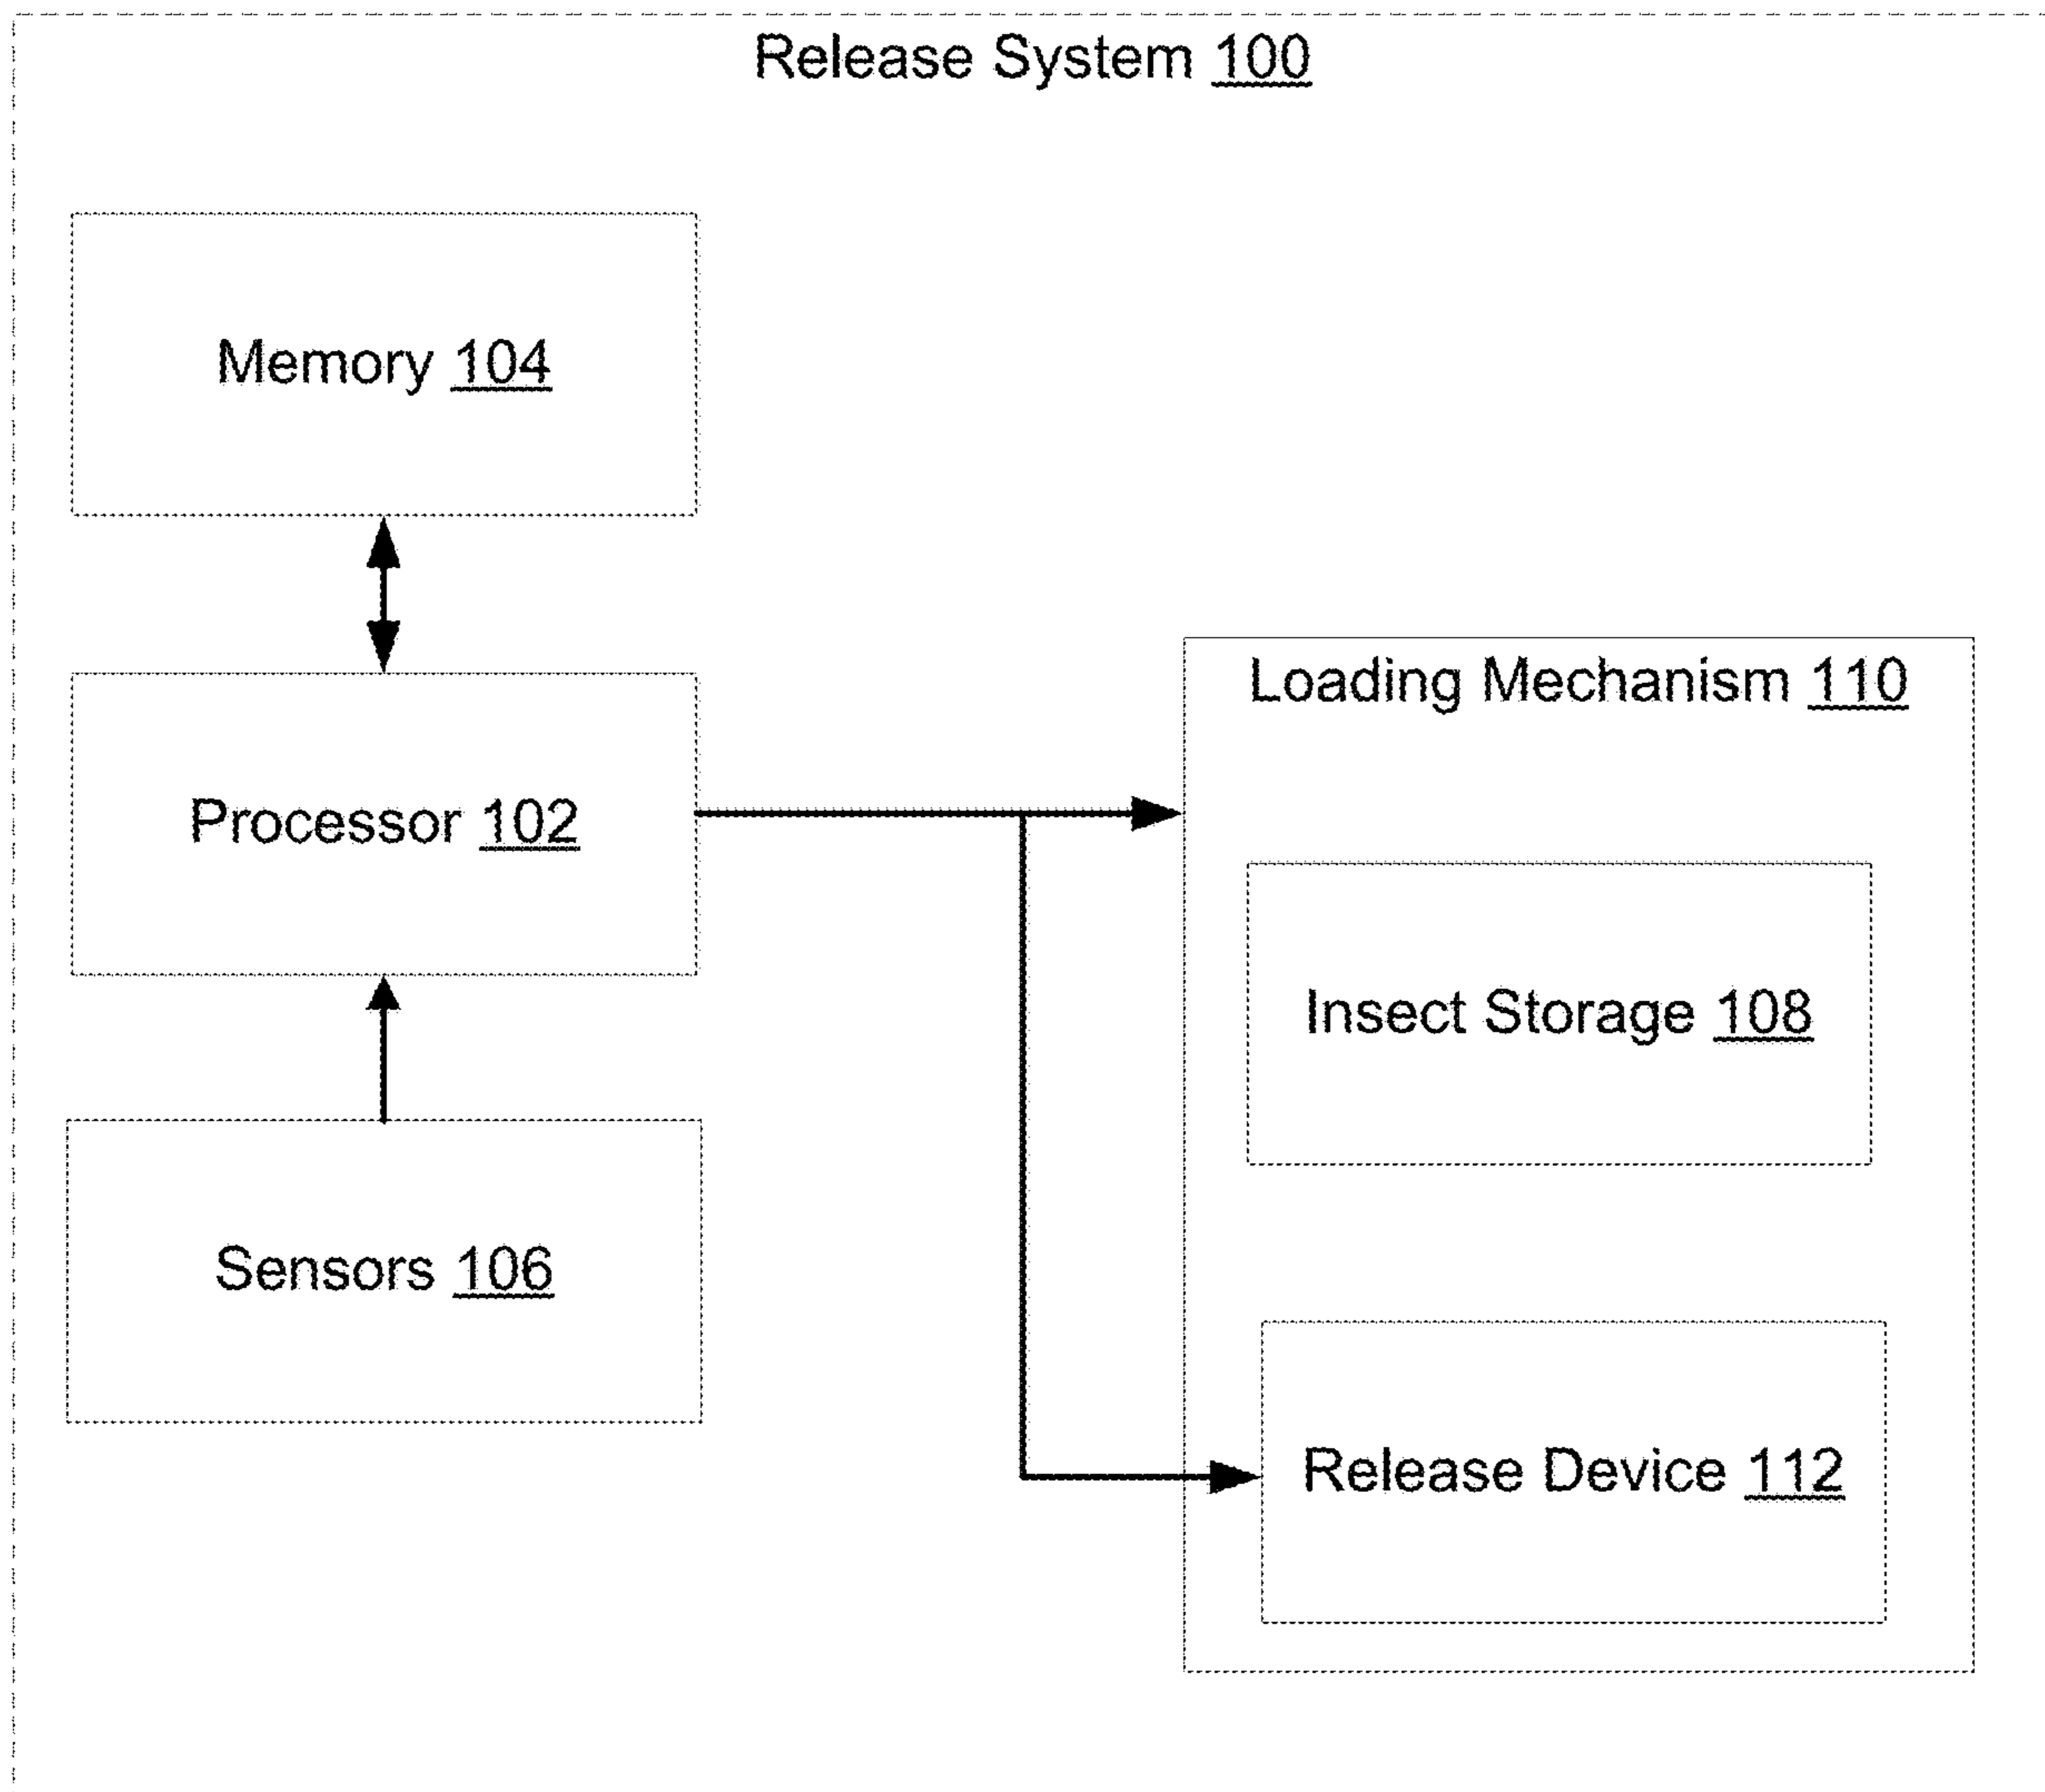 Release System 100
Memory 104
Processor 102
Sensors 106
Loading Mechanism 110
Insect Storage 108
Release Device 112